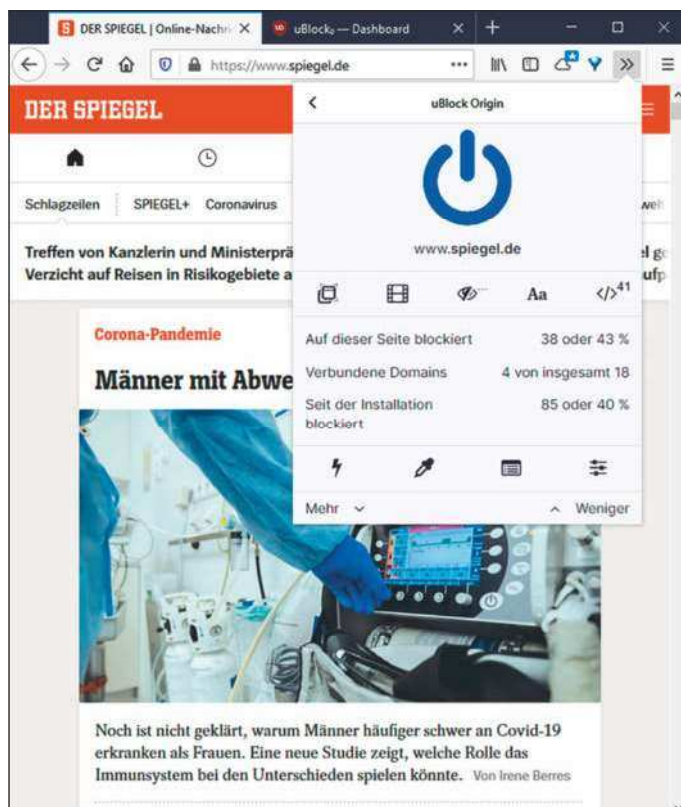 DER SPIEGEL | Online-Nachri
uBlock₀ — Dashboard
https://www.spiegel.de
DER SPIEGEL
uBlock Origin
www.spiegel.de
Schlagzeilen SPIEGEL+ Coronavirus
Treffen von Kanzlerin und Ministerprä
Verzicht auf Reisen in Risikogebiete a
Aa
</>41
Auf dieser Seite blockiert 38 oder 43 %
Verbundene Domains 4 von insgesamt 18
Seit der Installation blockiert 85 oder 40 %
Mehr Weniger
Corona-Pandemie
Männer mit Abwe
Noch ist nicht geklärt, warum Männer häufiger schwer an Covid-19
erkranken als Frauen. Eine neue Studie zeigt, welche Rolle das
Immunsystem bei den Unterschieden spielen könnte. Von Irene Berres